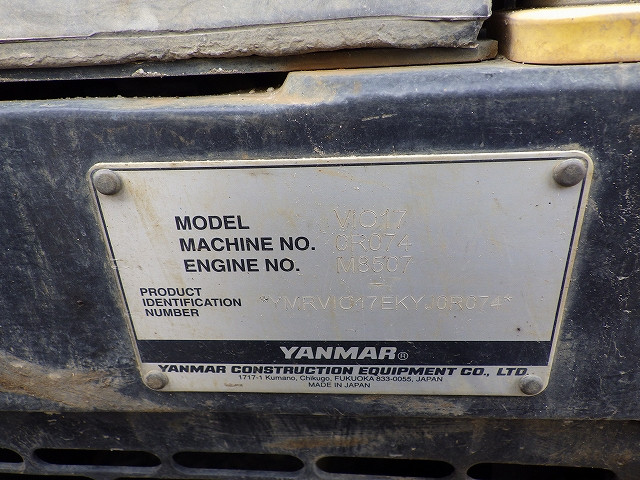 MODEL VIO17
MACHINE NO.
ENGINE NO.
PRODUCT
IDENTIFICATION
NUMBER
YANMAR®
YANMAR CONSTRUCTION EQUIPMENT CO., LTD.
1717-1 Kumano, Chikugo, FUKUOKA 833-0055, JAPAN
MADE IN JAPAN